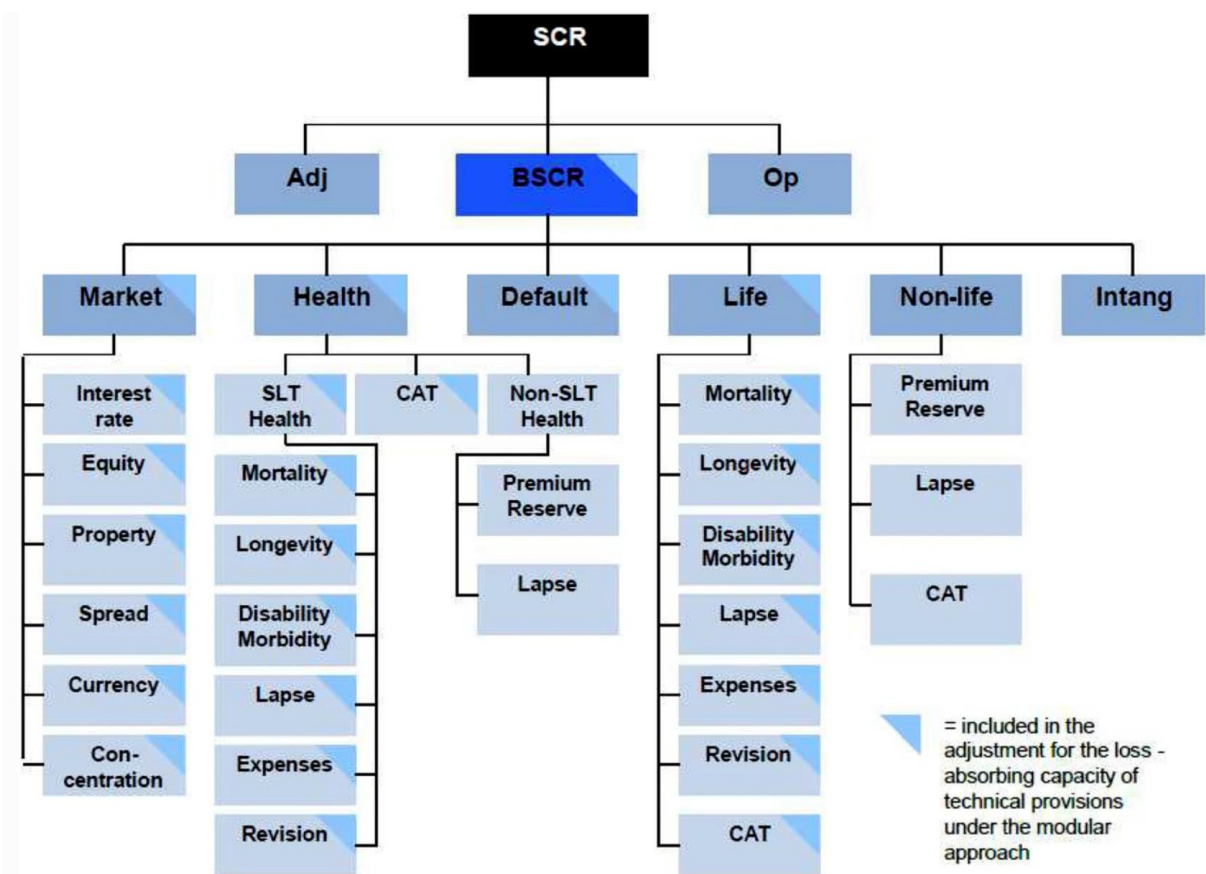 SCR
Adj
BSCR
Op
Market
Health
Default
Life
Non-life
Intang
Interest
rate
Equity
Property
Spread
Currency
Con-
centration
SLT
Health
CAT
Non-SLT
Health
Mortality
Longevity
Disability
Morbidity
Lapse
Expenses
Revision
Premium
Reserve
Lapse
Mortality
Longevity
Disability
Morbidity
Lapse
Expenses
Revision
CAT
Premium
Reserve
Lapse
CAT
= included in the
adjustment for the loss -
absorbing capacity of
technical provisions
under the modular
approach